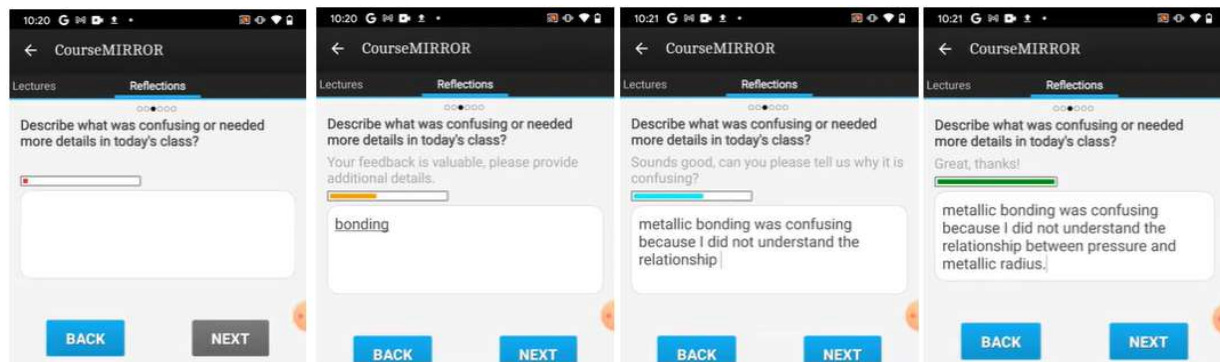 10:20
CourseMIRROR
Lectures
Reflections
Describe what was confusing or needed
more details in today's class?
BACK
NEXT
10:20
CourseMIRROR
Lectures
Reflections
Describe what was confusing or needed
more details in today's class?
Your feedback is valuable, please provide
additional details.
bonding
BACK
NEXT
10:21
CourseMIRROR
Lectures
Reflections
Describe what was confusing or needed
more details in today's class?
Sounds good, can you please tell us why it is
confusing?
metallic bonding was confusing
because I did not understand the
relationship
BACK
NEXT
10:21
CourseMIRROR
Lectures
Reflections
Describe what was confusing or needed
more details in today's class?
Great, thanks!
metallic bonding was confusing
because I did not understand the
relationship between pressure and
metallic radius.
BACK
NEXT